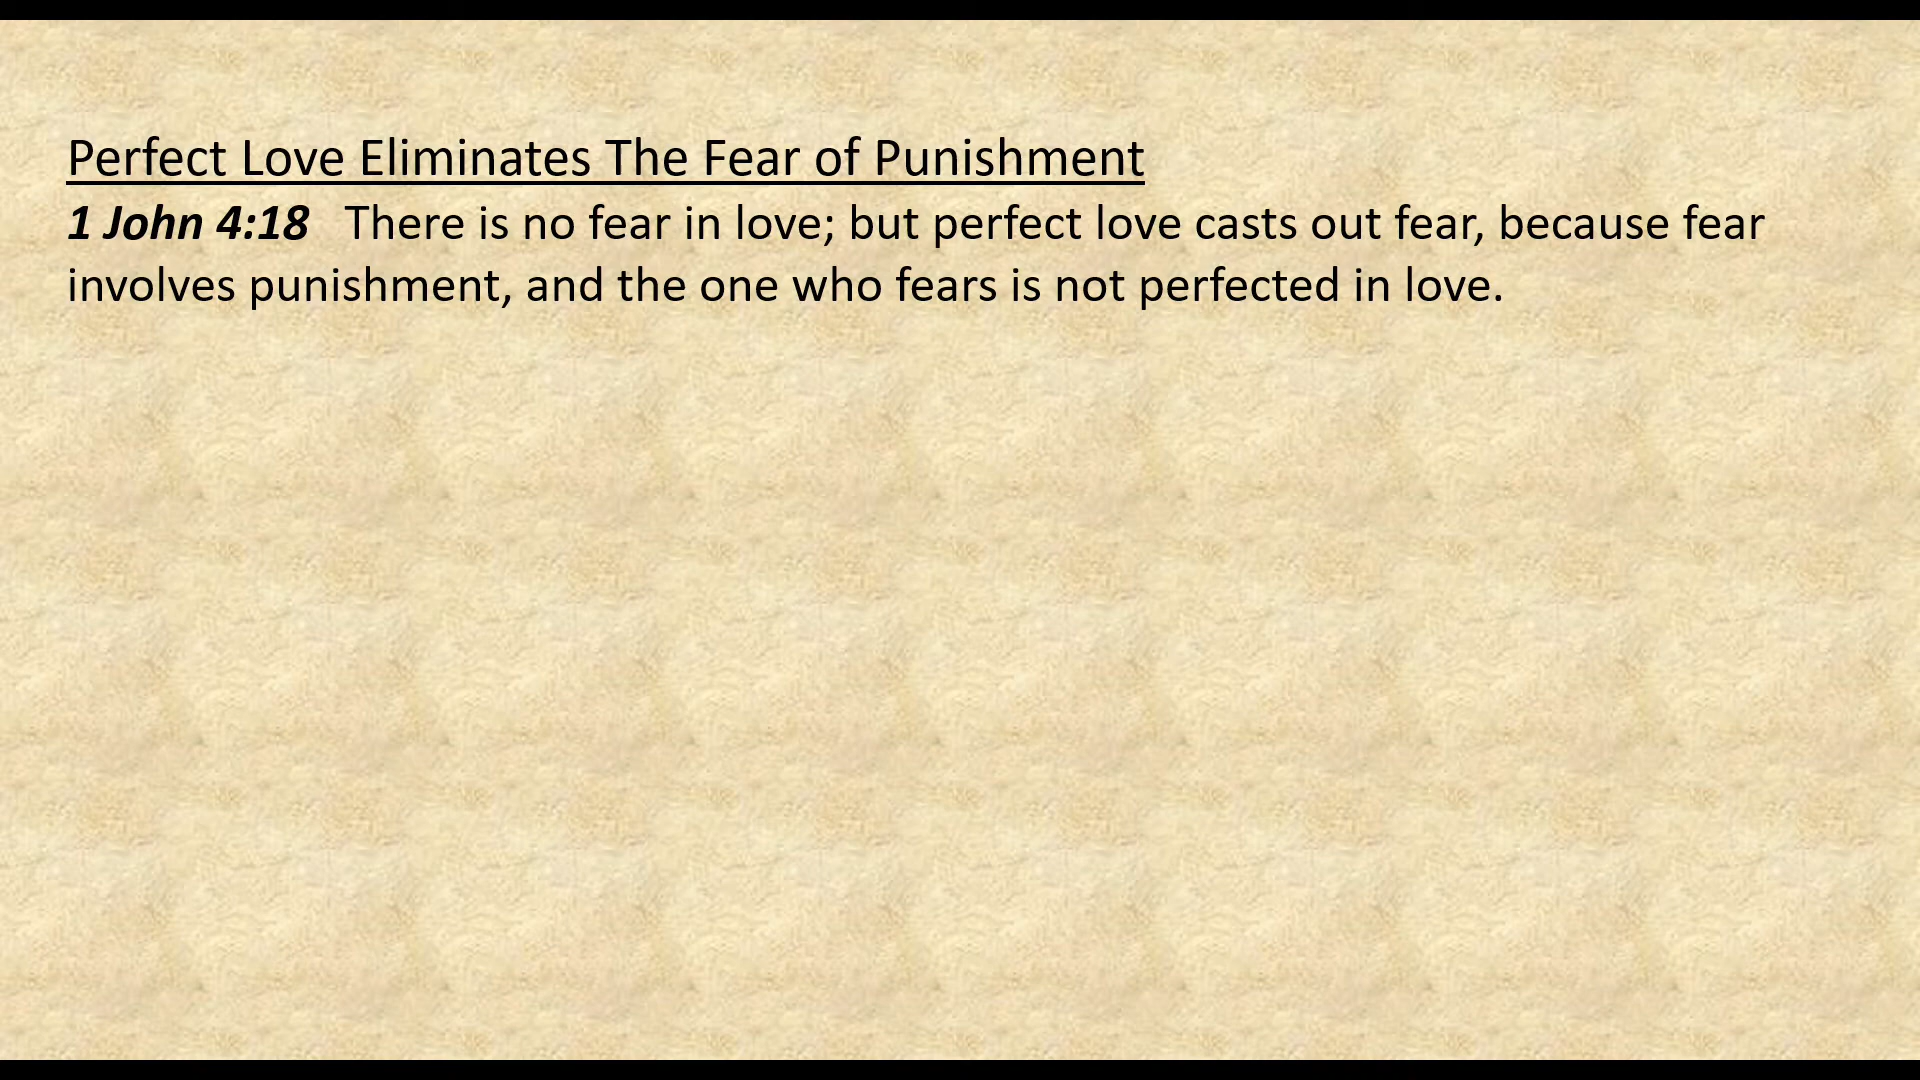 Perfect Love Eliminates The Fear of Punishment
1 John 4:18 There is no fear in love; but perfect love casts out fear, because fear
involves punishment, and the one who fears is not perfected in love.